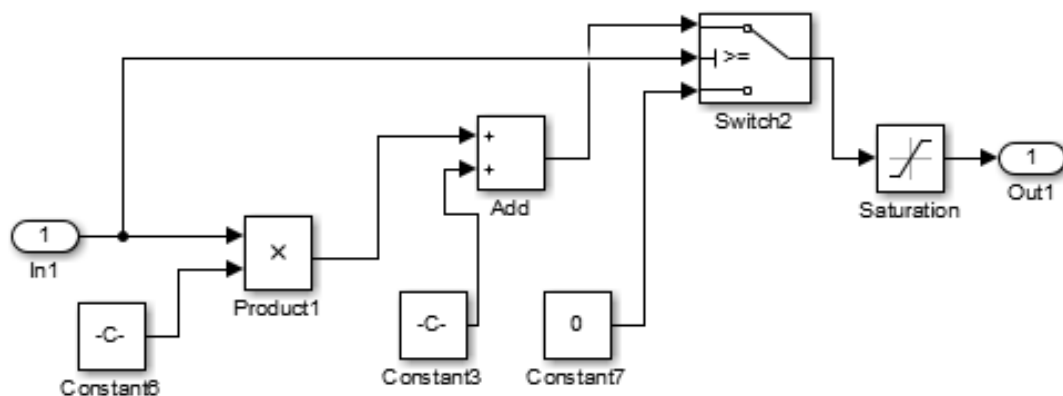 >=
Switch2
+
+
Add
1
Out1
Saturation
1
In1
×
Product1
-C-
Constant6
-C-
Constant3
0
Constant7